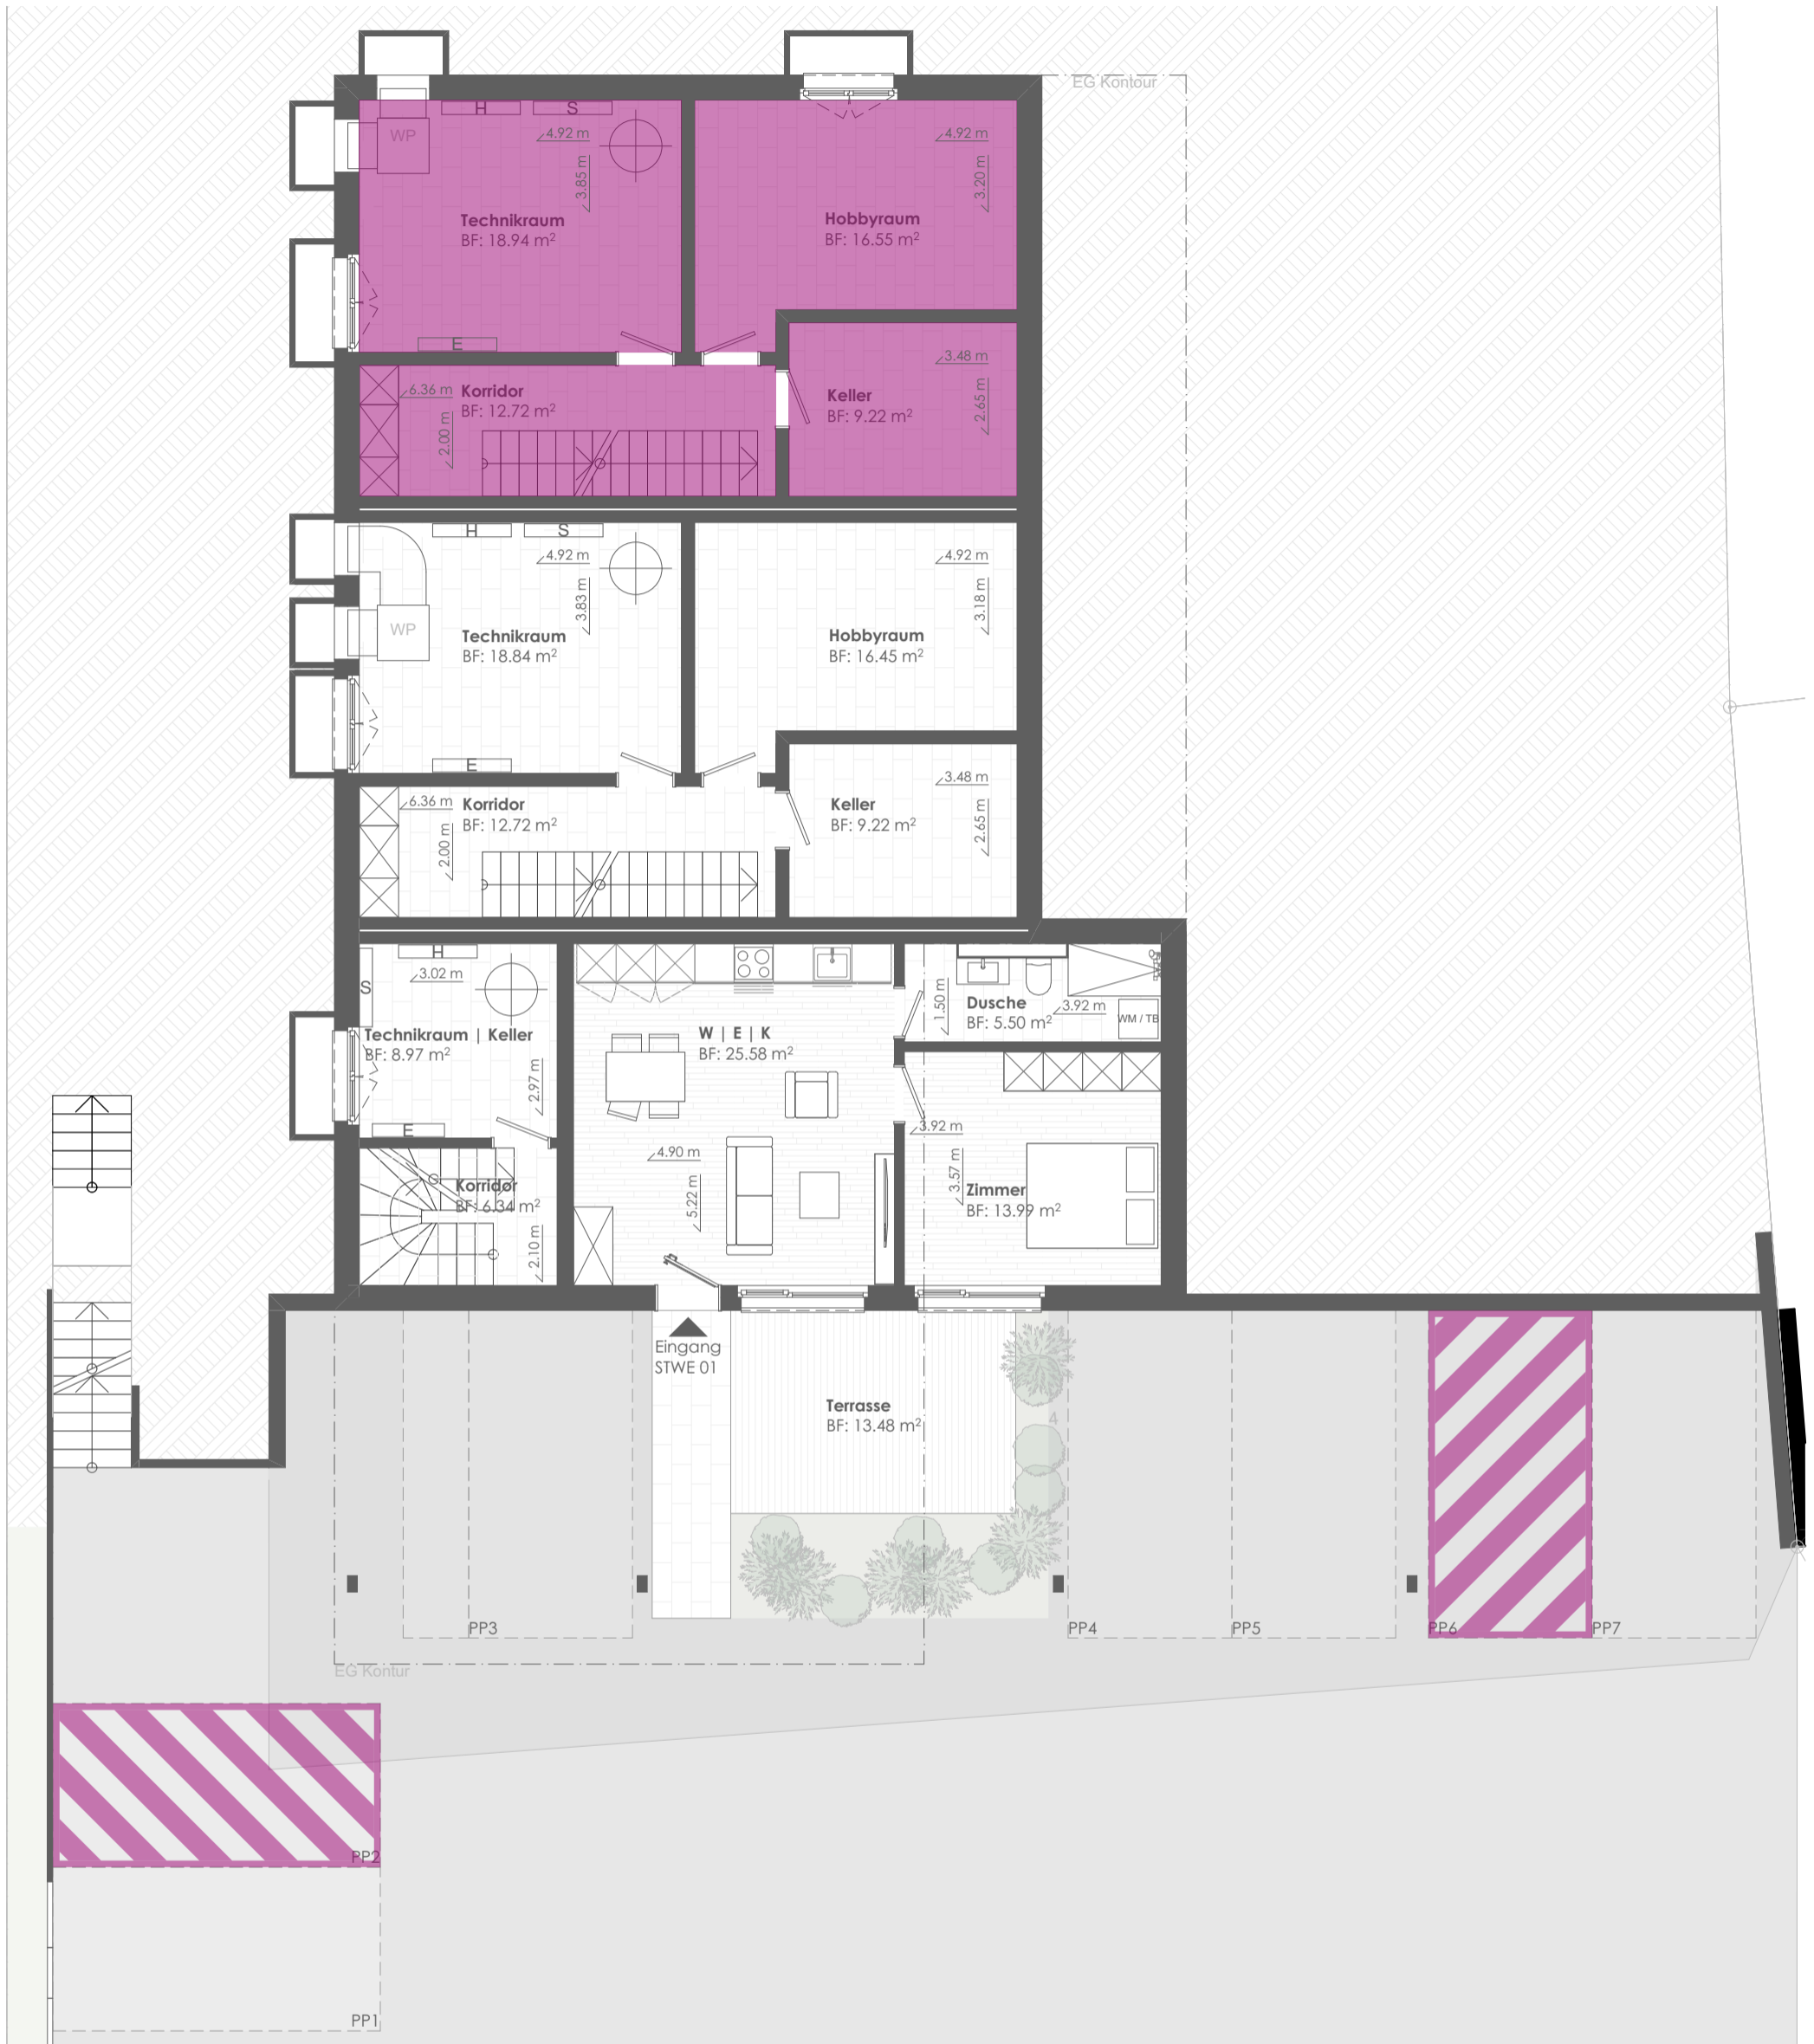 EG Kontour
H
S
WP
4.92 m
3.85 m
4.92 m
3.20 m
Technikraum
BF: 18.94 m²
Hobbyraum
BF: 16.55 m²
E
6.36 m
Korridor
BF: 12.72 m²
2.00 m
3.48 m
Keller
BF: 9.22 m²
2.65 m
H
S
4.92 m
3.83 m
4.92 m
3.18 m
WP
Technikraum
BF: 18.84 m²
Hobbyraum
BF: 16.45 m²
E
6.36 m
Korridor
BF: 12.72 m²
2.00 m
3.48 m
Keller
BF: 9.22 m²
2.65 m
H
3.02 m
S
Technikraum | Keller
BF: 8.97 m²
2.97 m
E
W | E | K
BF: 25.58 m²
1.50 m
Dusche
BF: 5.50 m²
3.92 m
WM / TB
3.92 m
4.90 m
5.22 m
3.57 m
Korridor
BF: 6.34 m²
2.10 m
Zimmer
BF: 13.99 m²
Eingang
STWE 01
Terrasse
BF: 13.48 m²
4
PP3
PP4
PP5
PP6
PP7
EG Kontur
PP2
PP1